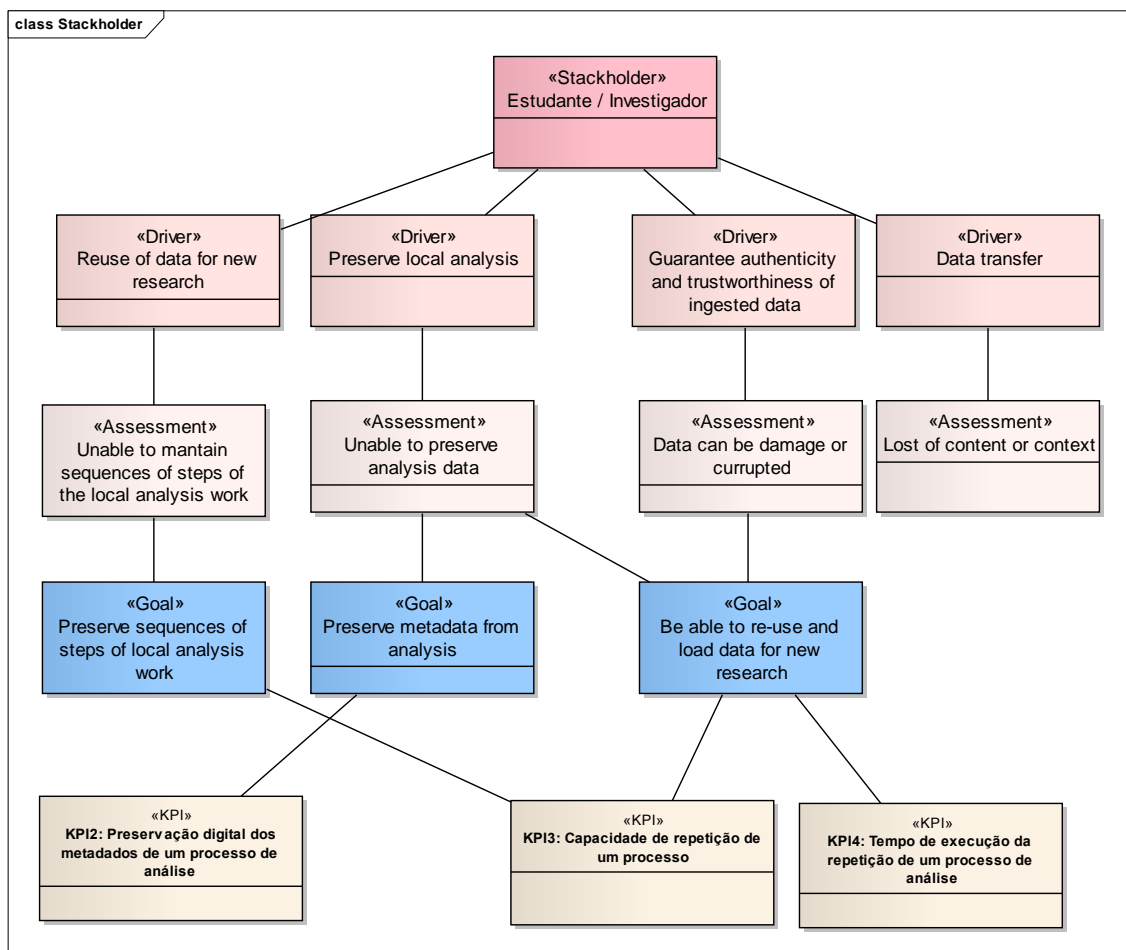 class Stackholder
«Stackholder»
Estudante / Investigador
«Driver»
Reuse of data for new
research
«Driver»
Preserve local analysis
«Driver»
Guarantee authenticity
and trustworthiness of
ingested data
«Driver»
Data transfer
«Assessment»
Unable to mantain
sequences of steps of
the local analysis work
«Assessment»
Unable to preserve
analysis data
«Assessment»
Data can be damage or
currupted
«Assessment»
Lost of content or context
«Goal»
Preserve sequences of
steps of local analysis
work
«Goal»
Preserve metadata from
analysis
«Goal»
Be able to re-use and
load data for new
research
«KPI»
KPI2: Preservação digital dos
metadados de um processo de
análise
«KPI»
KPI3: Capacidade de repetição de
um processo
«KPI»
KPI4: Tempo de execução da
repetição de um processo de
análise